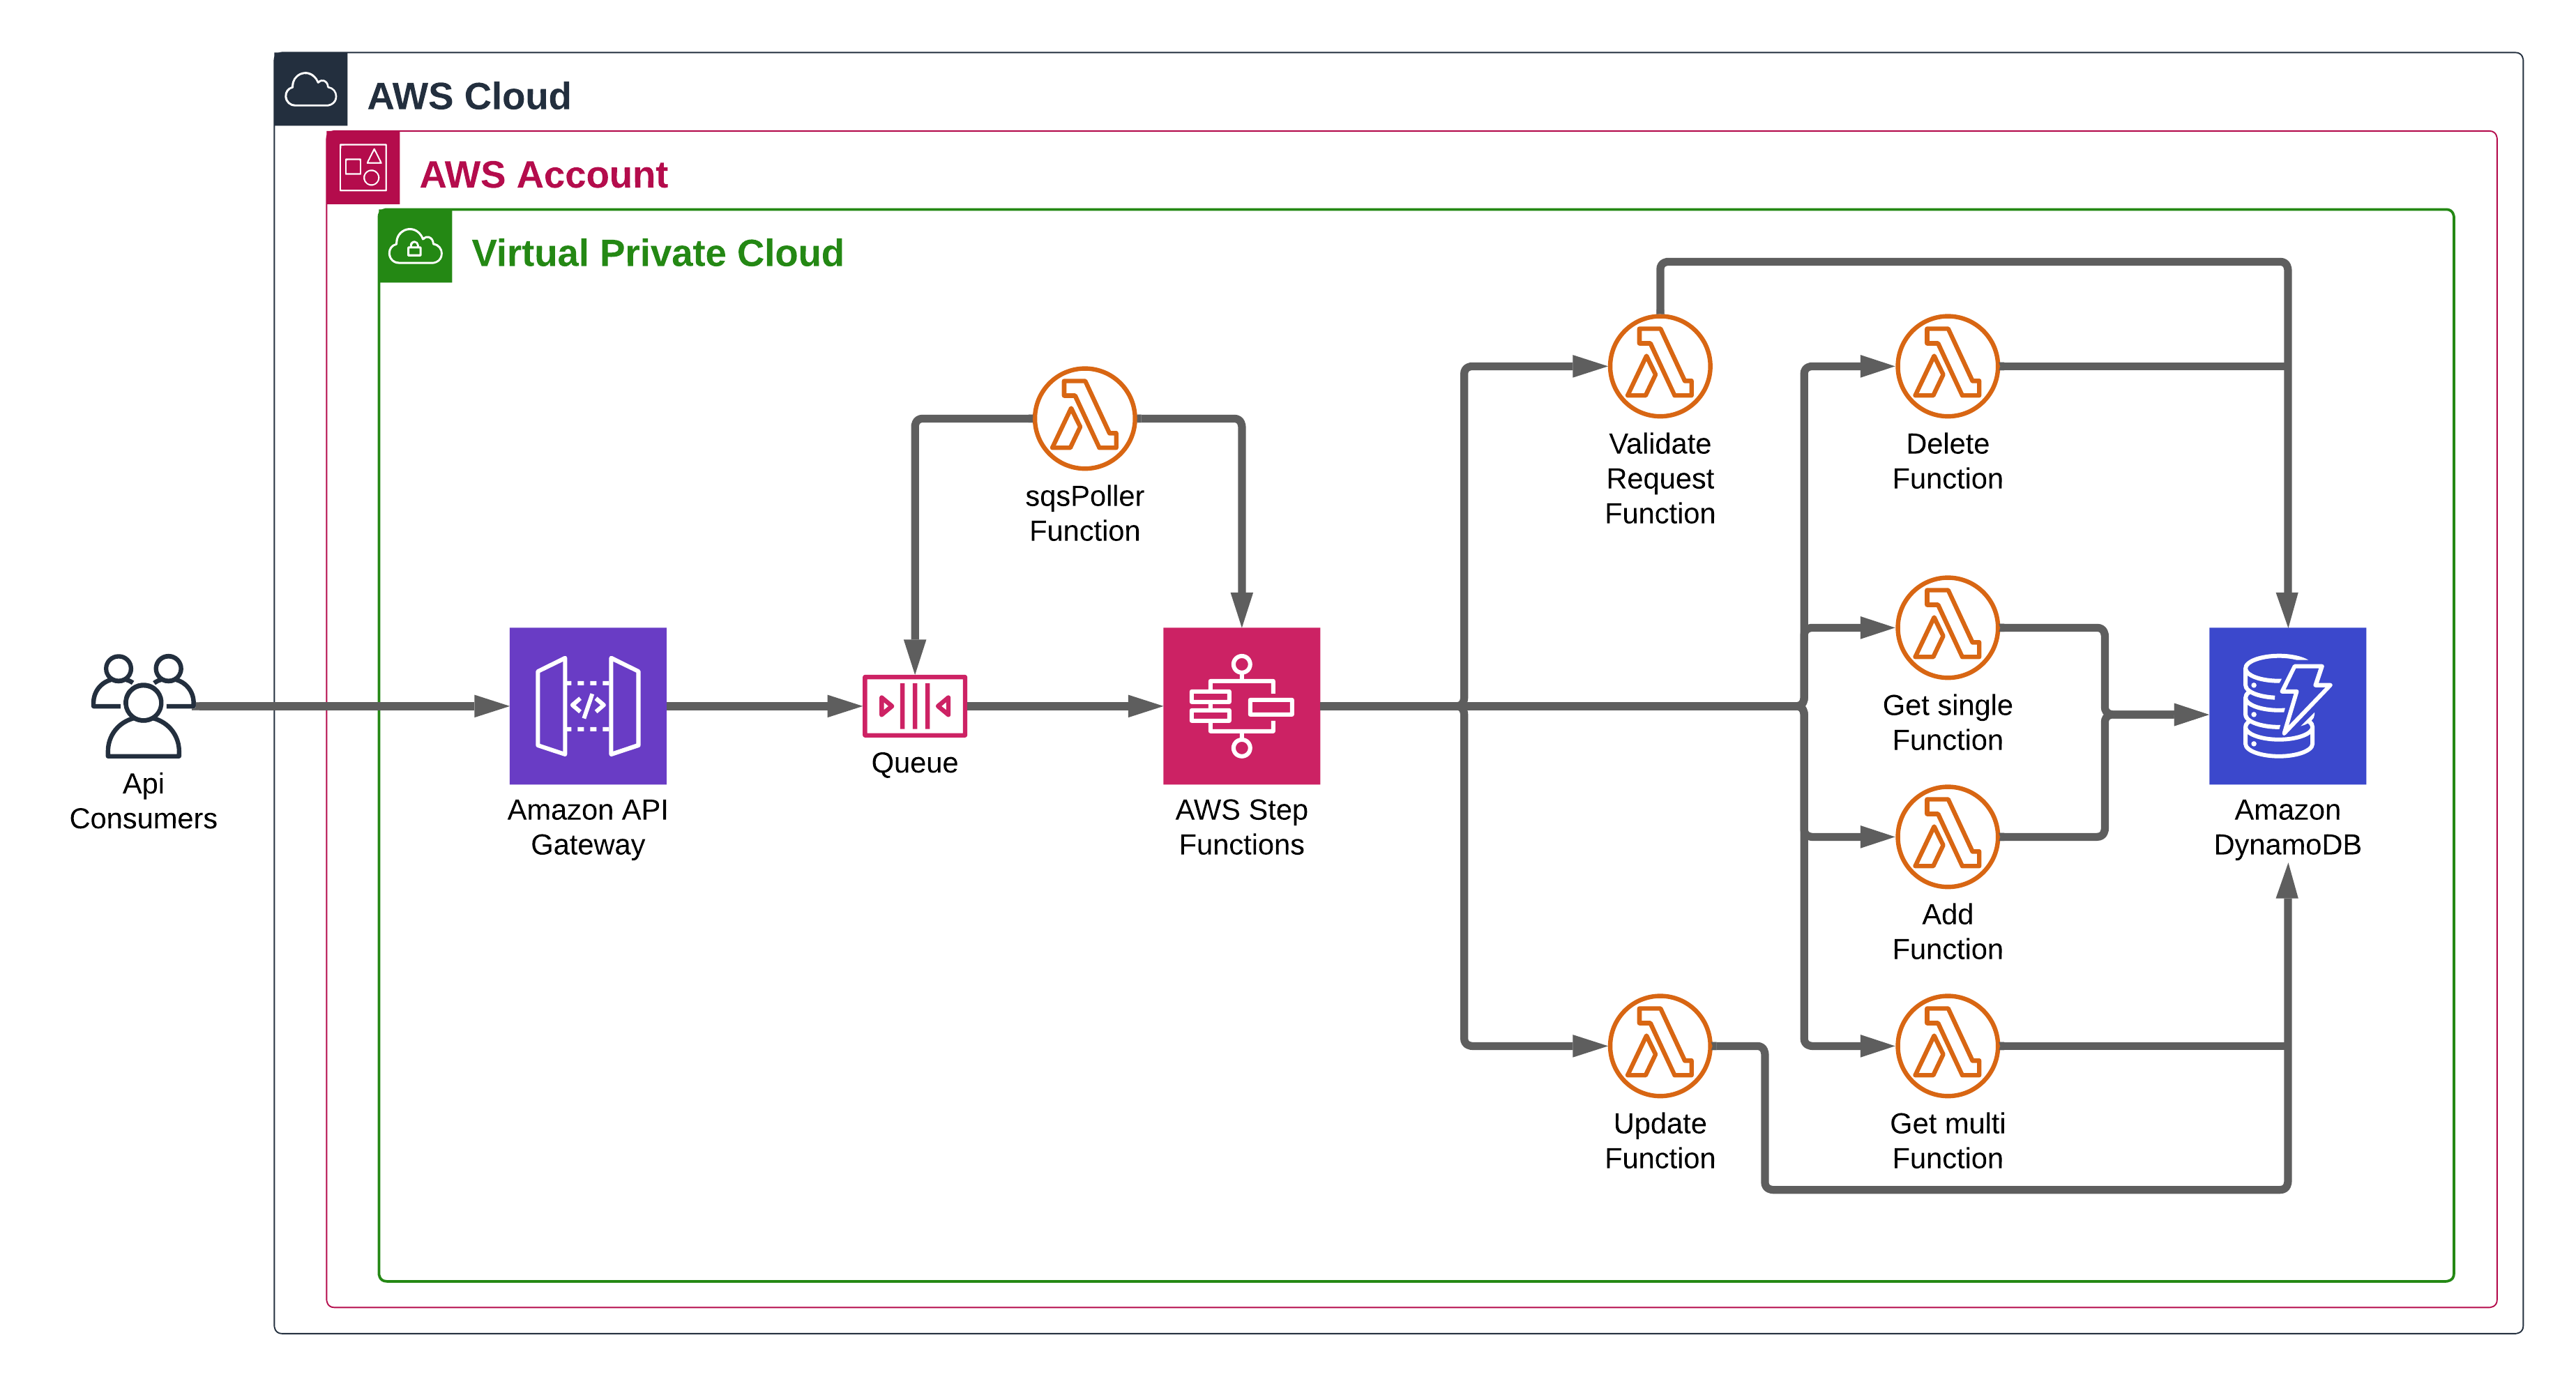 AWS Cloud
AWS Account
Virtual Private Cloud
Validate
Request
Function
Delete
Function
sqsPoller
Function
Get single
Function
Api
Consumers
Amazon API
Gateway
</>
Queue
AWS Step
Functions
Amazon
DynamoDB
Add
Function
Update
Function
Get multi
Function